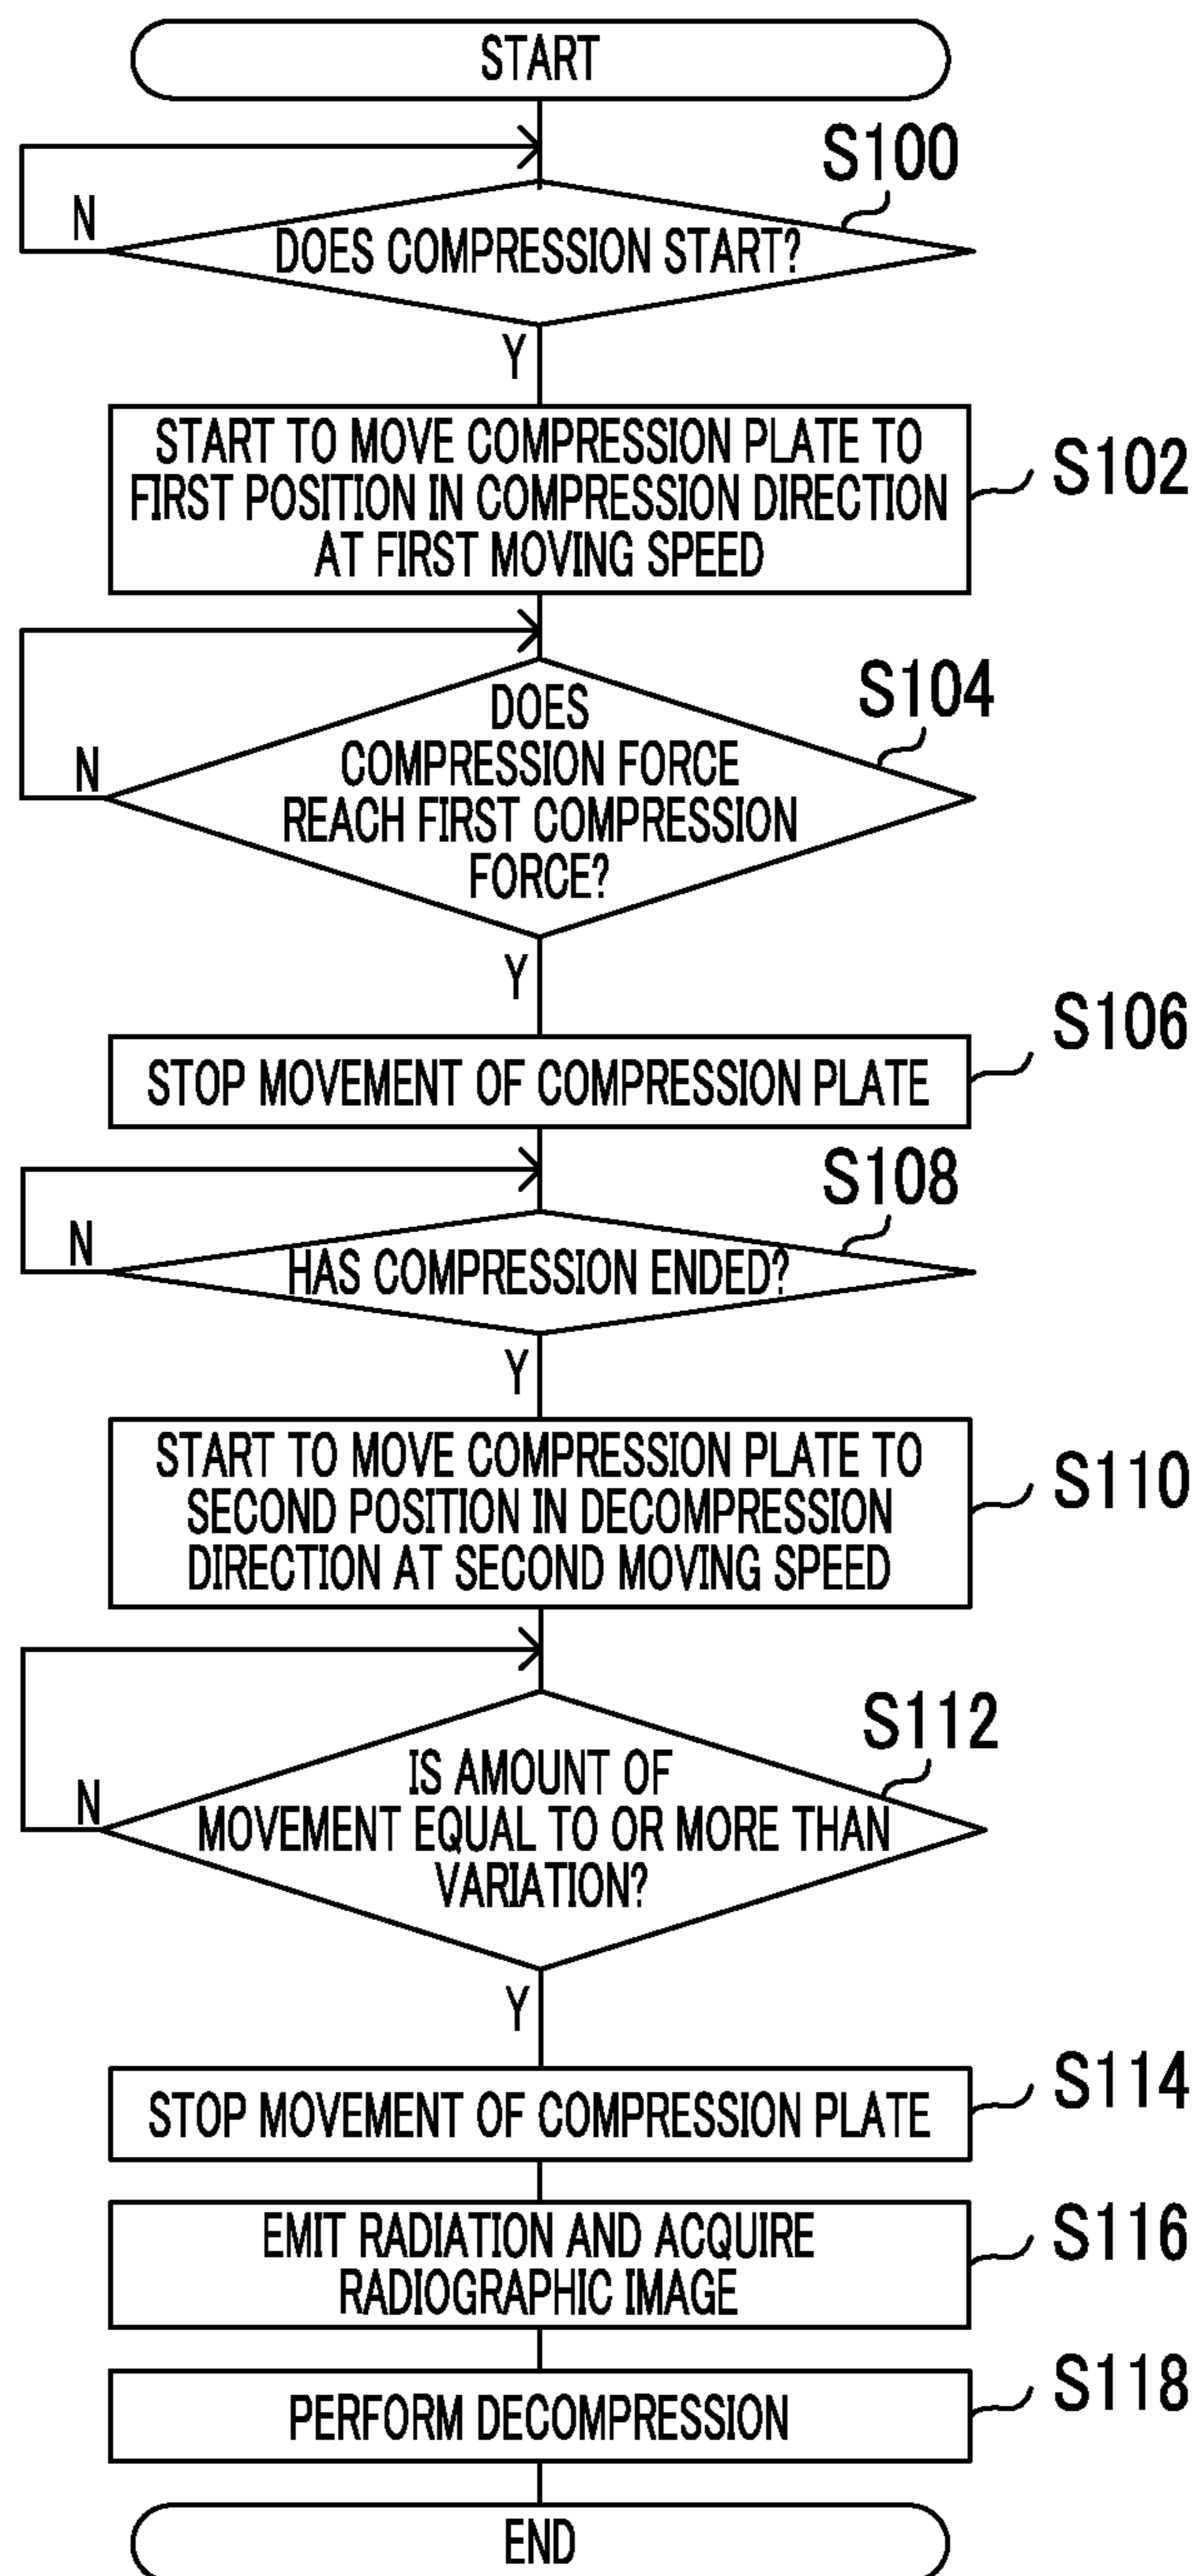 START
S100
N
DOES COMPRESSION START?
Y
START TO MOVE COMPRESSION PLATE TO
FIRST POSITION IN COMPRESSION DIRECTION
AT FIRST MOVING SPEED
S102
S104
DOES
COMPRESSION FORCE
REACH FIRST COMPRESSION
FORCE?
N
Y
S106
STOP MOVEMENT OF COMPRESSION PLATE
S108
N
HAS COMPRESSION ENDED?
Y
START TO MOVE COMPRESSION PLATE TO
SECOND POSITION IN DECOMPRESSION
DIRECTION AT SECOND MOVING SPEED
S110
S112
IS AMOUNT OF
MOVEMENT EQUAL TO OR MORE THAN
VARIATION?
N
Y
S114
STOP MOVEMENT OF COMPRESSION PLATE
S116
EMIT RADIATION AND ACQUIRE
RADIOGRAPHIC IMAGE
S118
PERFORM DECOMPRESSION
END